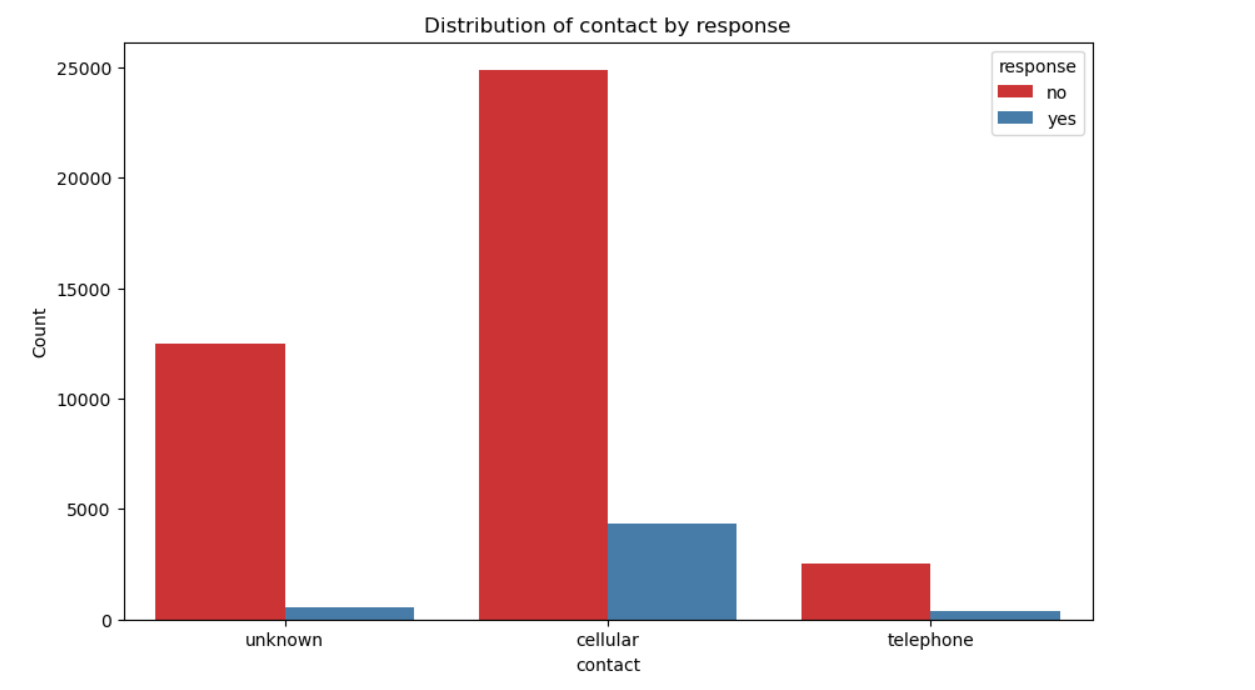 Distribution of contact by response
response
no
yes
25000
20000
15000
10000
5000
0
Count
unknown cellular telephone
contact